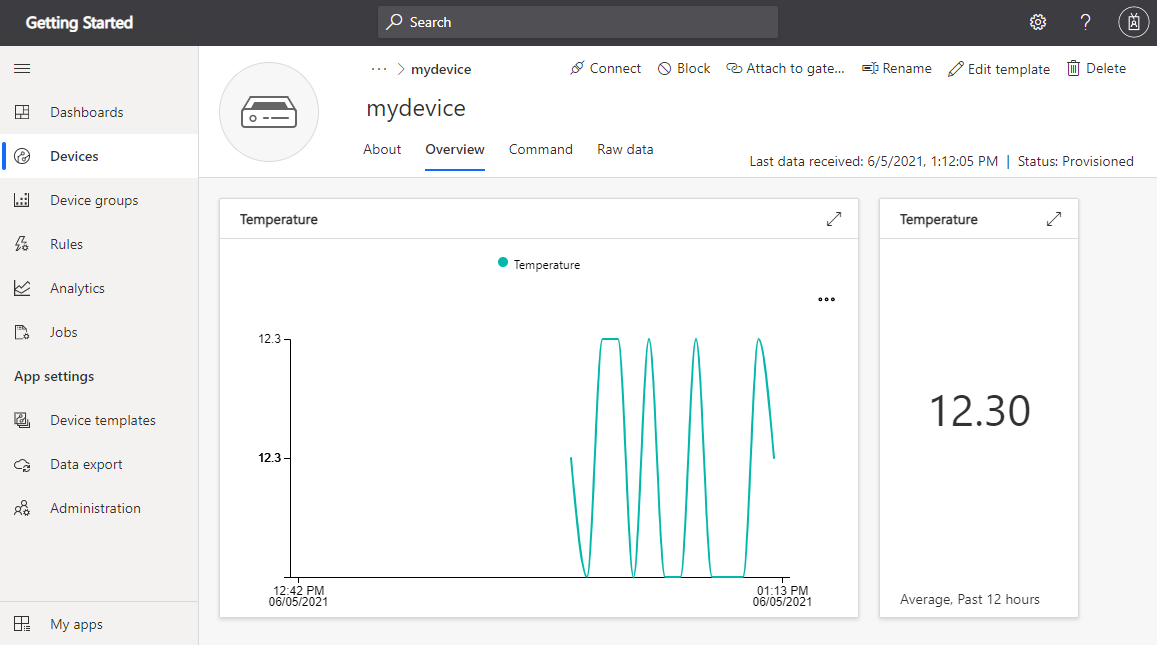 Getting Started
Search
?
Dashboards
Devices
Device groups
Rules
Analytics
Jobs
App settings
Device templates
Data export
Administration
My apps
··· > mydevice
Connect Block Attach to gate... Rename Edit template Delete
mydevice
About Overview Command Raw data
Last data received: 6/5/2021, 1:12:05 PM | Status: Provisioned
Temperature
Temperature
12.3
12.3
12:42 PM 01:13 PM
06/05/2021 06/05/2021
Temperature
12.30
Average, Past 12 hours